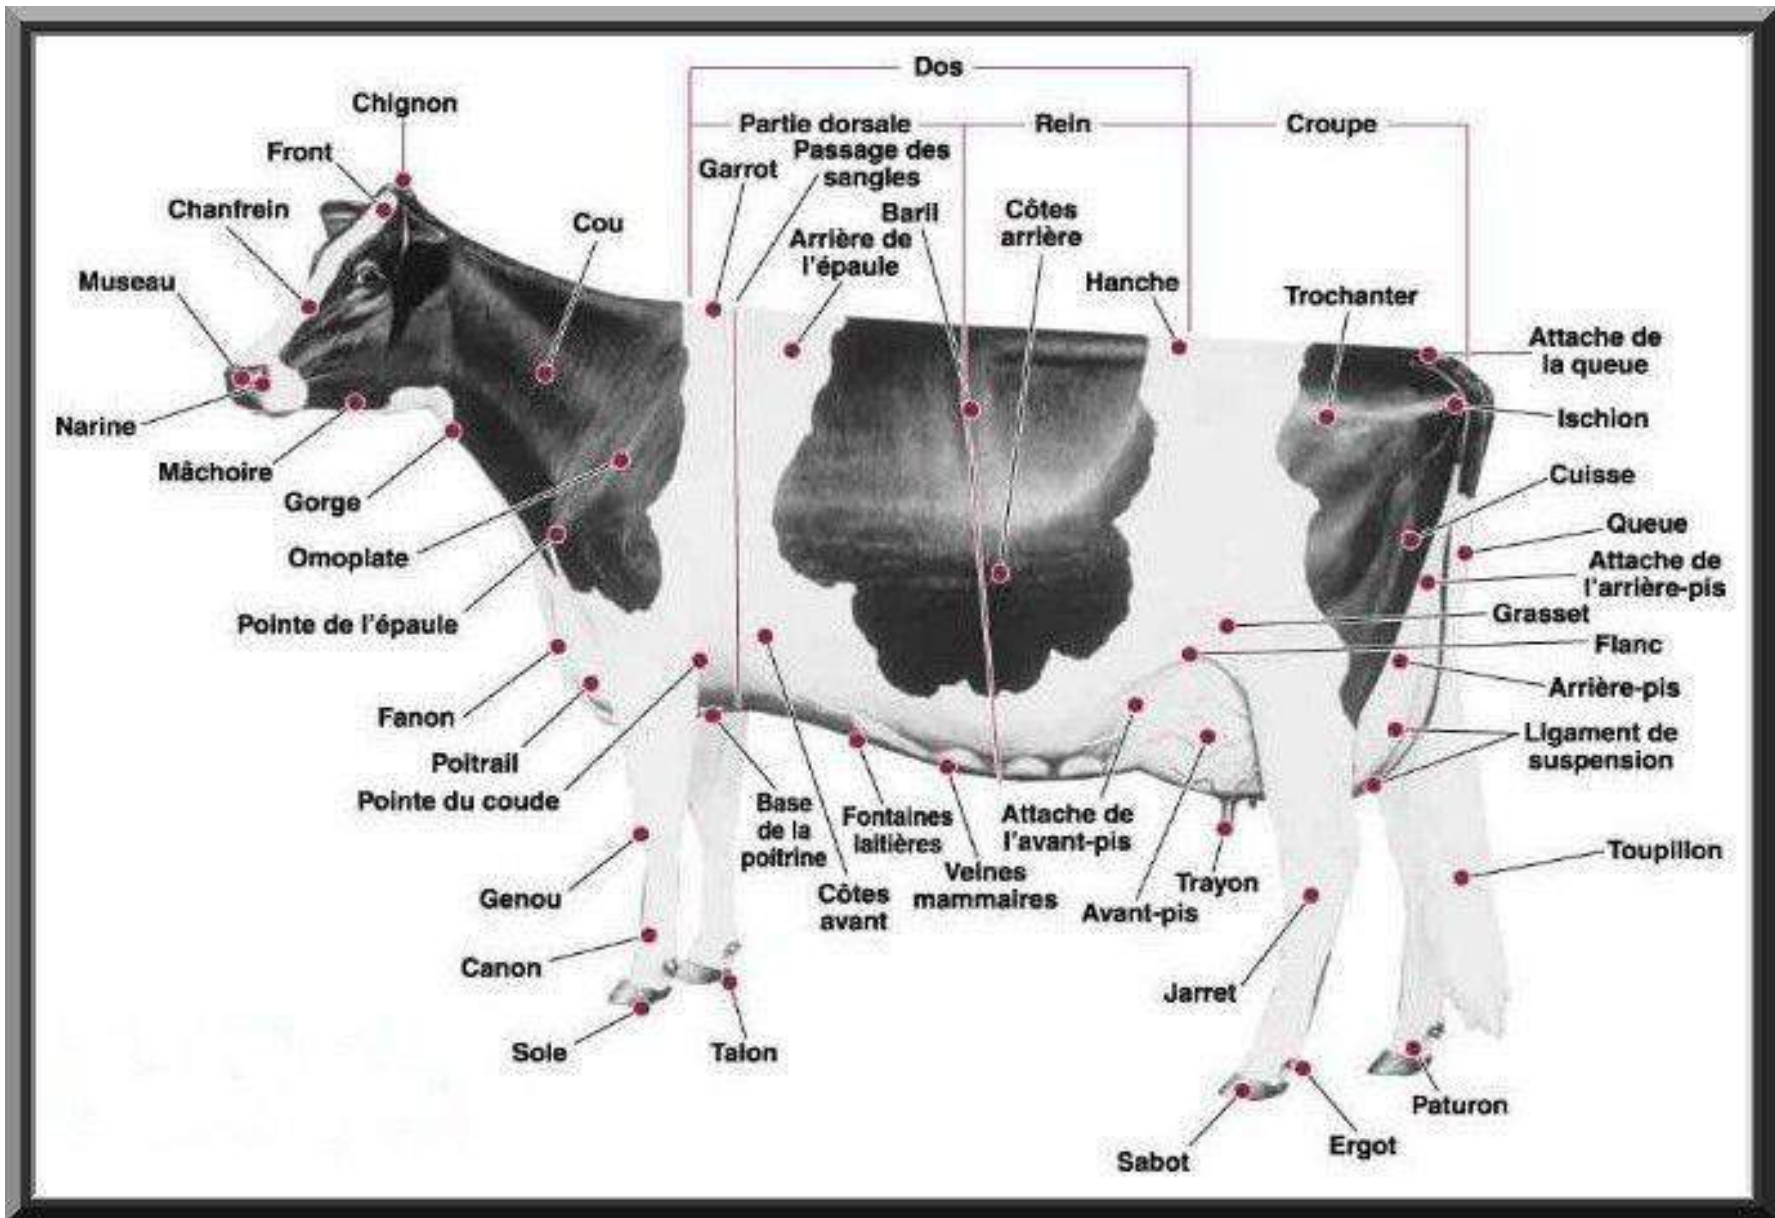 Dos
Chignon
Partie dorsale
Rein
Croupe
Front
Passage des
sangles
Garrot
Chanfrein
Cou
Baril
Côtes
arrière
Arrière de
l'épaule
Museau
Hanche
Trochanter
Attache de
la queue
Narine
Ischion
Mâchoire
Cuisse
Gorge
Queue
Omoplate
Attache de
l'arrière-pis
Grasset
Pointe de l'épaule
Flanc
Arrière-pis
Fanon
Ligament de
suspension
Poitrail
Pointe du coude
Base
de la
poitrine
Fontaines
laitières
Attache de
l'avant-pis
Toupillon
Veines
mammaires
Trayon
Genou
Côtes
avant
Avant-pis
Canon
Jarret
Sole
Talon
Paturon
Ergot
Sabot